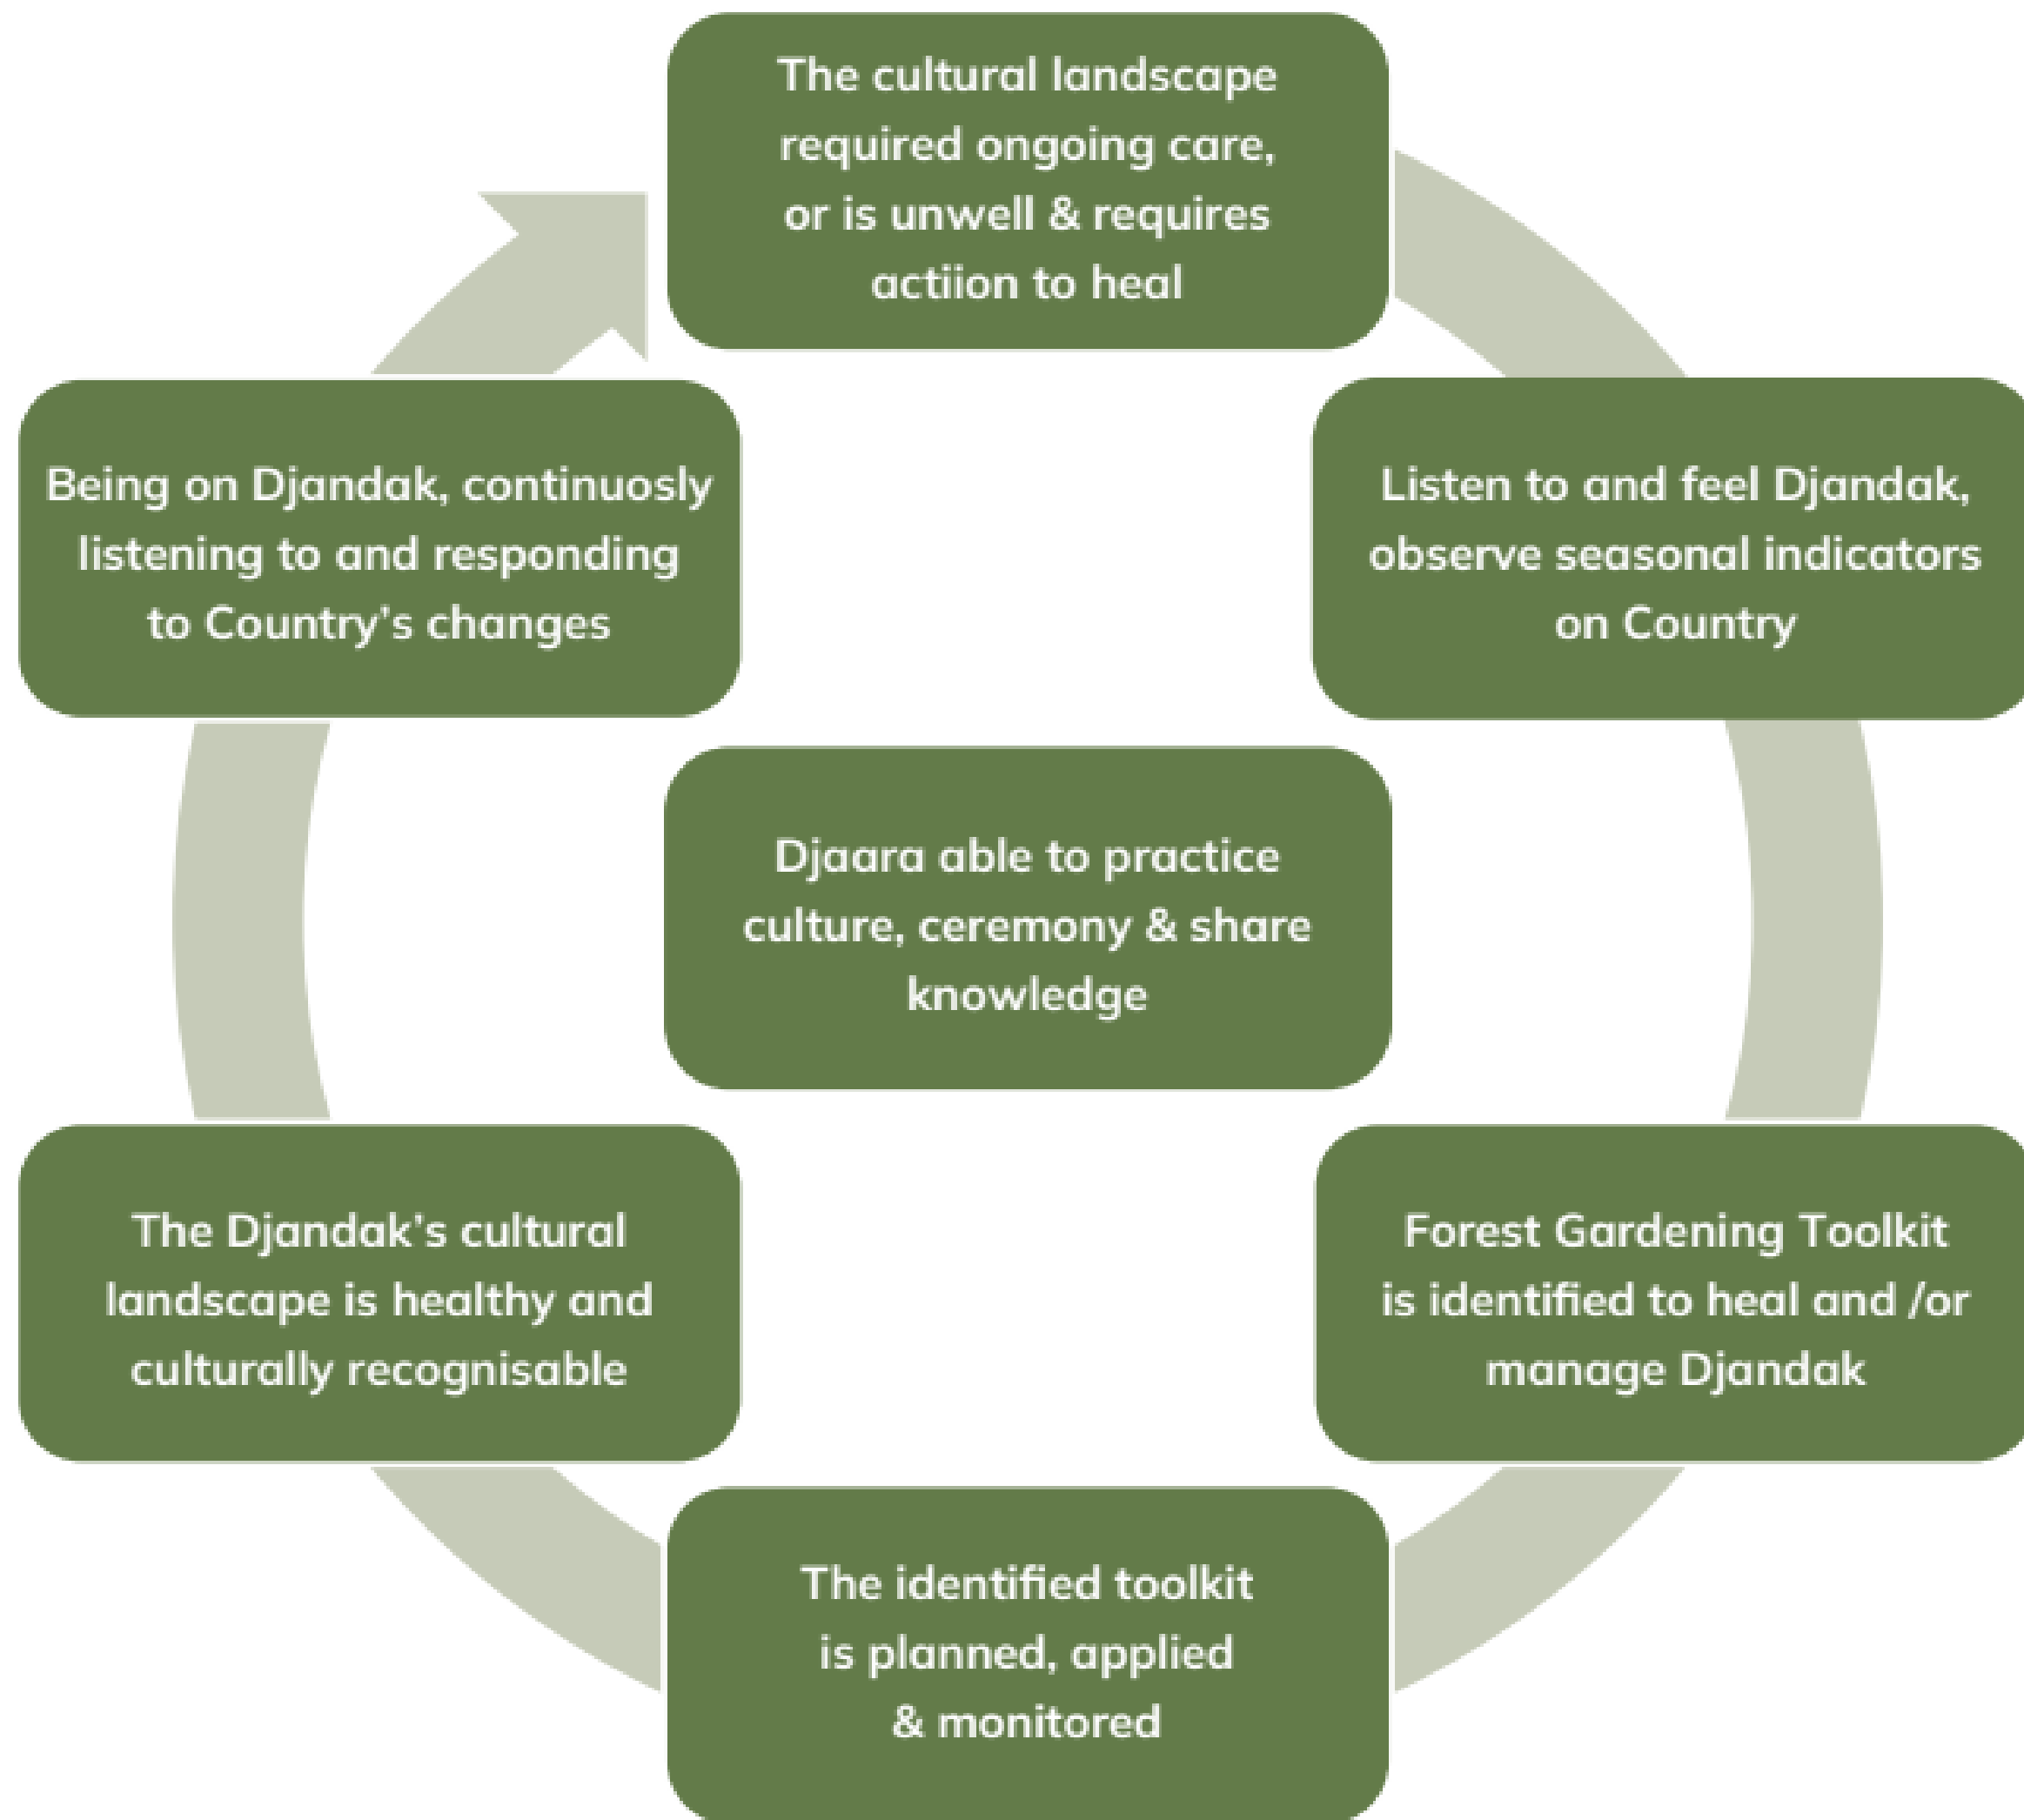 The cultural landscape
required ongoing care,
or is unwell & requires
actiion to heal
Listen to and feel Djandak,
observe seasonal indicators
on Country
Forest Gardening Toolkit
is identified to heal and /or
manage Djandak
The identified toolkit
is planned, applied
& monitored
The Djandak's cultural
landscape is healthy and
culturally recognisable
Being on Djandak, continuosly
listening to and responding
to Country's changes
Djaara able to practice
culture, ceremony & share
knowledge